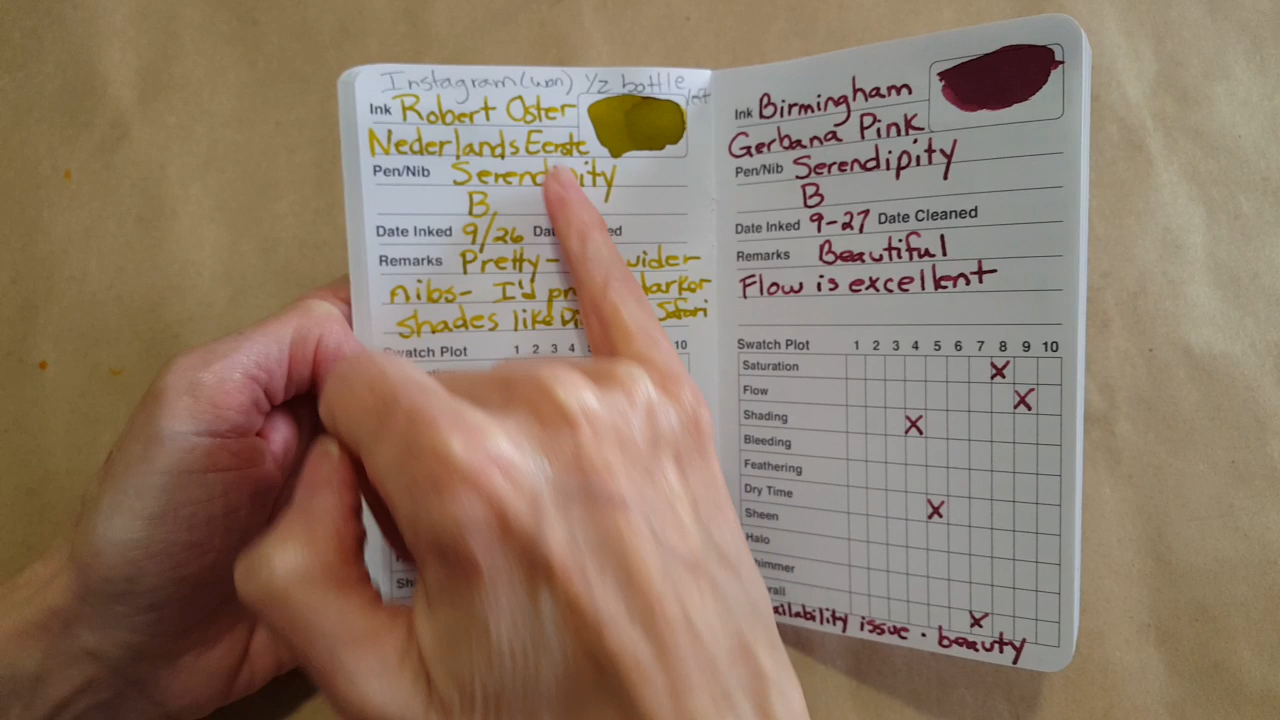 Instagram (won) 1/2 bottle left
Ink Robert Oster
Nederlands Eerste
Pen/Nib Serendipity
B
Date Inked 9/26
Remarks Pretty- wider
nibs- I'd darker
shades like Safari
Swatch Plot 1 2 3 4 10
Ink Birmingham
Gerbana Pink
Pen/Nib Serendipity
B
Date Inked 9-27 Date Cleaned
Remarks Beautiful
Flow is excellent
Swatch Plot 1 2 3 4 5 6 7 8 9 10
Saturation X
Flow X
Shading X
Bleeding
Feathering
Dry Time
Sheen X
Halo
X
issue. beauty